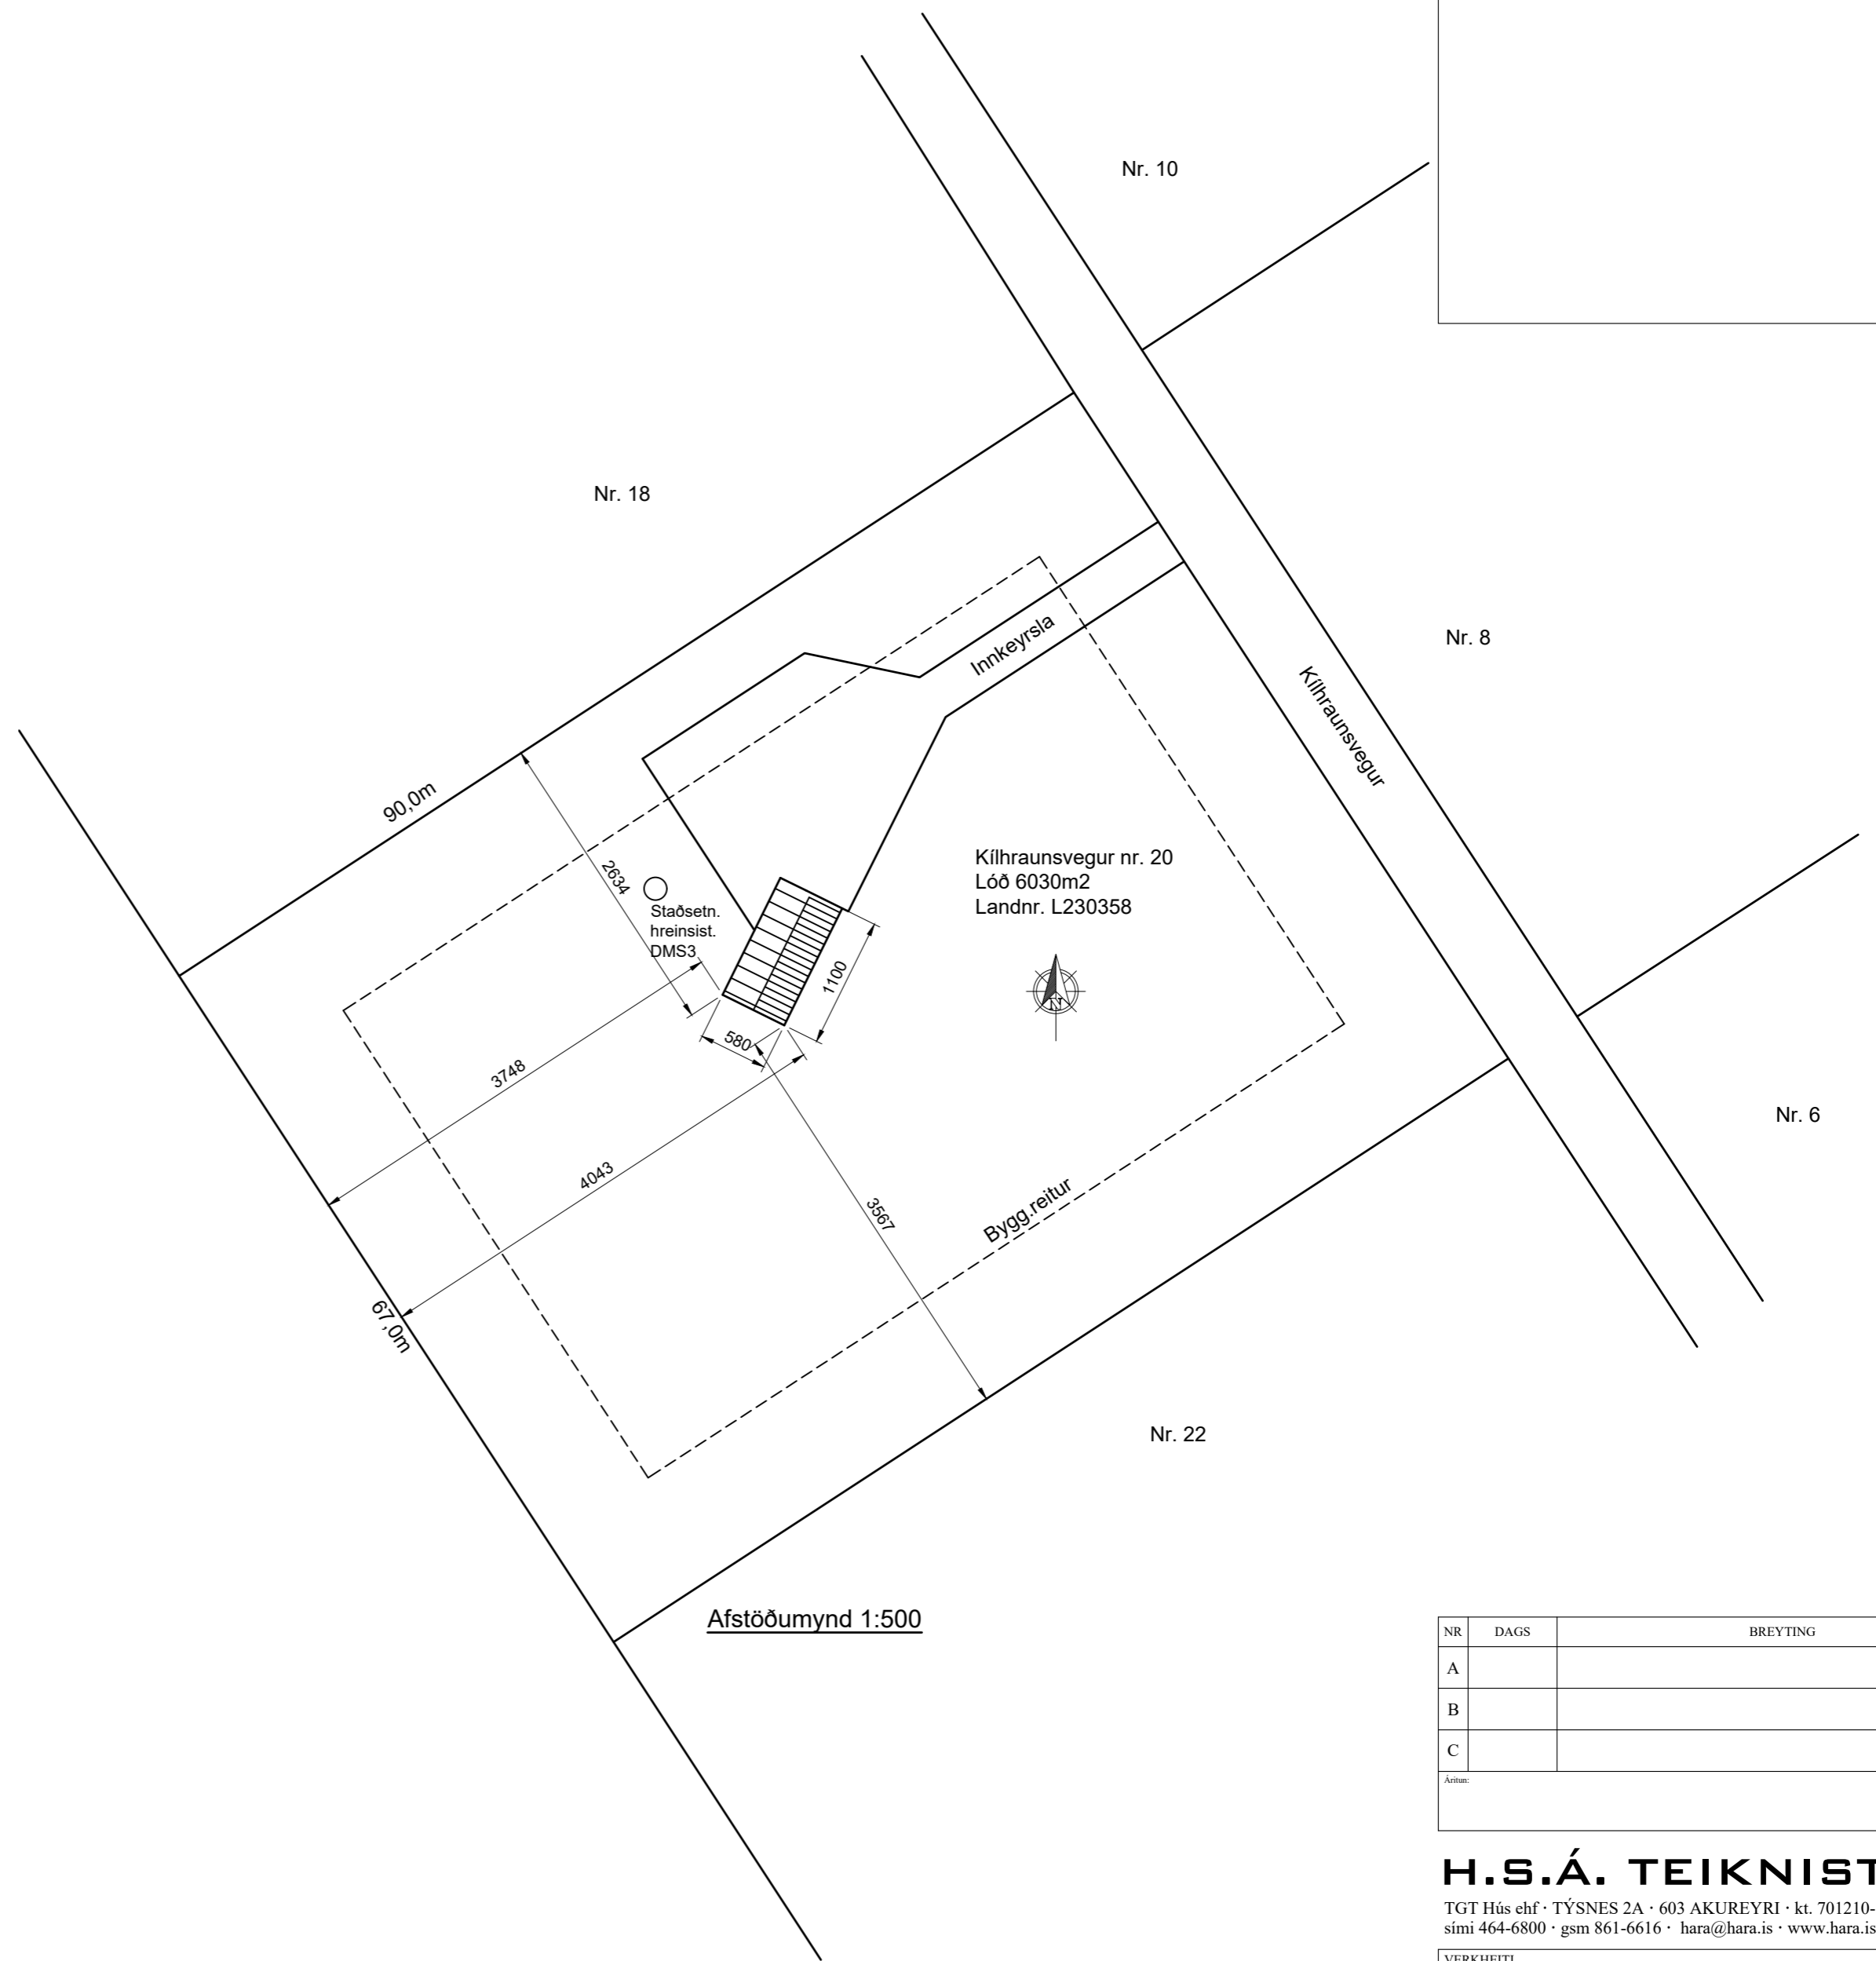 Nr. 10
Nr. 18
Innkeyrsla
Nr. 8
Kílhraunsvegur
90,0m
2634
Staðsetn.
hreinsist.
DMS3
Kílhraunsvegur nr. 20
Lóð 6030m2
Landnr. L230358
N
1100
580
3748
4043
3567
Bygg.reitur
Nr. 6
67,0m
Nr. 22
Afstöðumynd 1:500
NR DAGS BREYTING
A
B
C
Áritun:
H.S.Á. TEIKNIST
TGT Hús ehf · TÝSNES 2A · 603 AKUREYRI · kt. 701210-
sími 464-6800 · gsm 861-6616 · hara@hara.is · www.hara.is
VERKHEITI